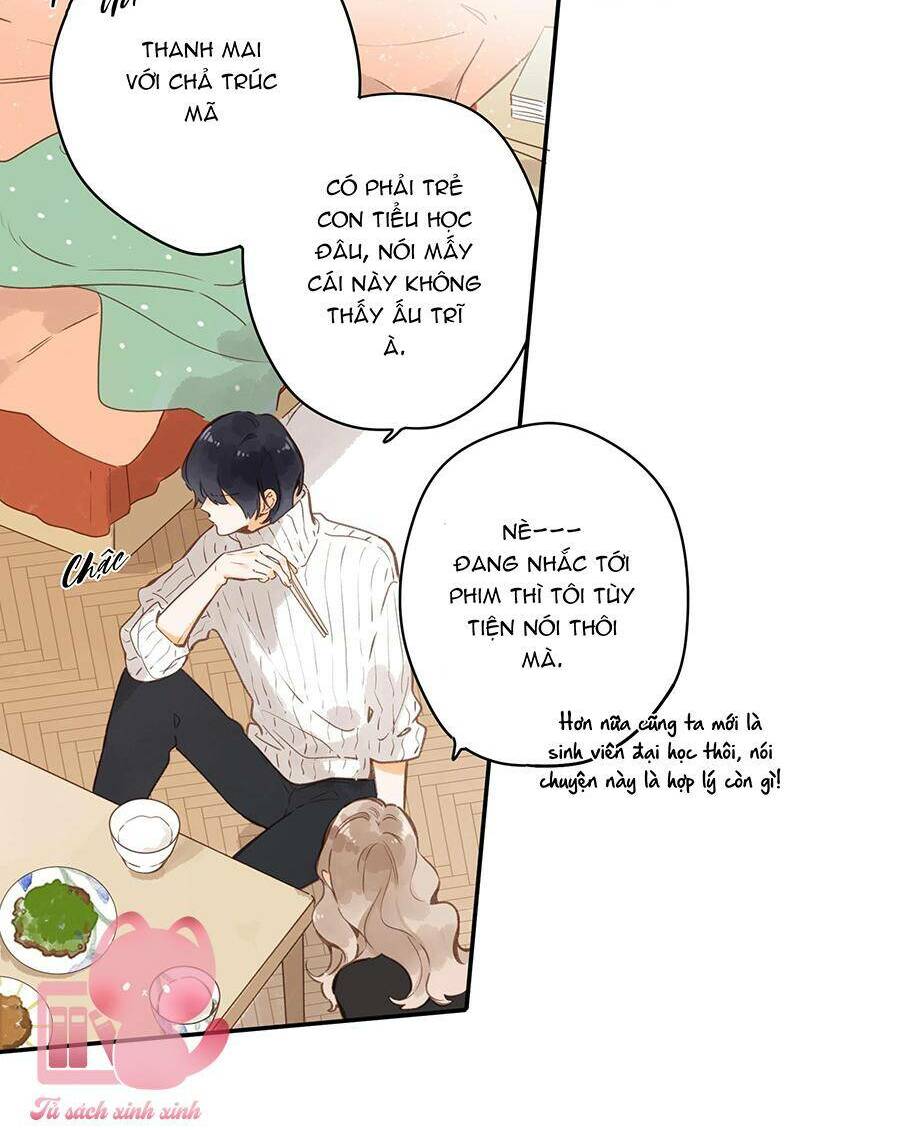 THANH MAI
VỚI CHẢ TRÚC
MÃ
CÓ PHẢI TRẺ
CON TIỂU HỌC
ĐÂU, NÓI MẤY
CÁI NÀY KHÔNG
THẤY ẤU TRĨ
À.
Chậc
NÈ---
ĐANG NHẮC TỚI
PHIM THÌ TÔI TÙY
TIỆN NÓI THÔI
MÀ.
Hơn nữa cũng ta mới là
sinh viên đại học thôi, nói
chuyện này là hợp lý còn gì!
Tủ sách xinh xinh